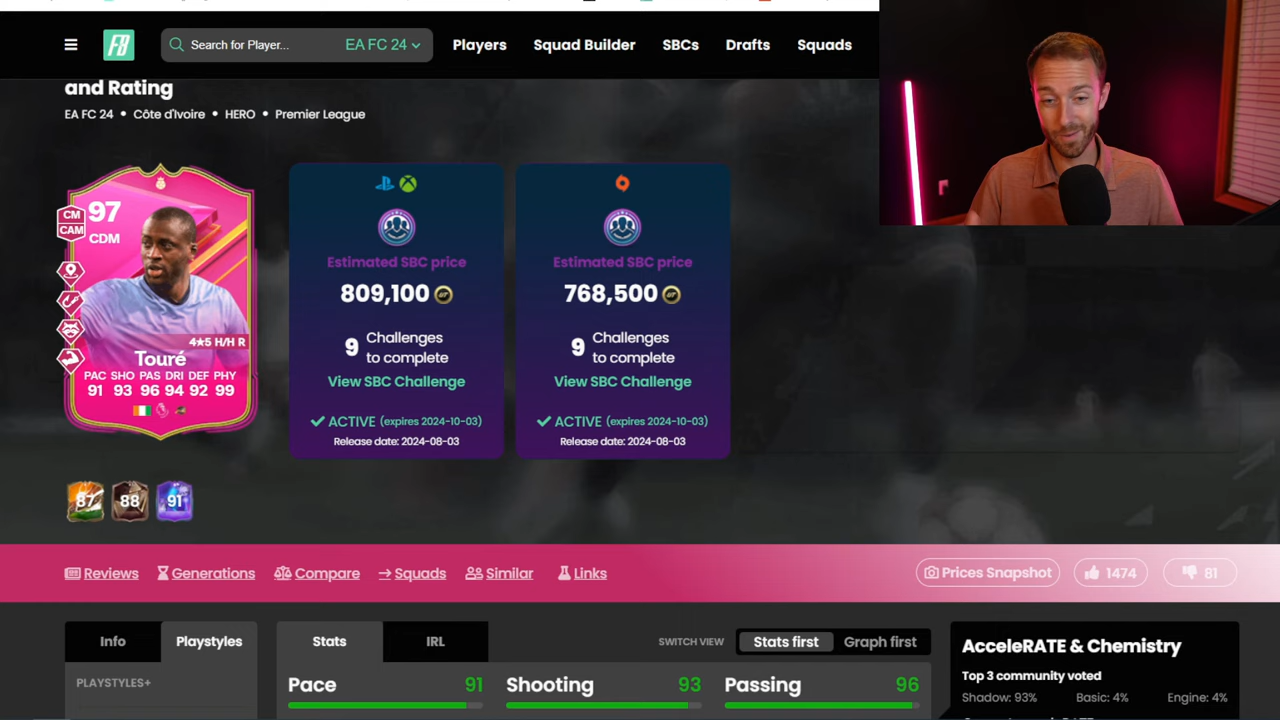 FB
Search for Player...
EA FC 24
Players
Squad Builder
SBCs
Drafts
Squads
and Rating
EA FC 24 • Côte d'Ivoire • HERO • Premier League
97
CDM
CM
CAM
4★5 H/H R
Touré
PAC SHO PAS DRI DEF PHY
91 93 96 94 92 99
Estimated SBC price
809,100
9 Challenges
to complete
View SBC Challenge
ACTIVE (expires 2024-10-03)
Release date: 2024-08-03
Estimated SBC price
768,500
9 Challenges
to complete
View SBC Challenge
ACTIVE (expires 2024-10-03)
Release date: 2024-08-03
87 88 91
Reviews
Generations
Compare
Squads
Similar
Links
Prices Snapshot
1474
81
Info
Playstyles
PLAYSTYLES+
Stats
IRL
SWITCH VIEW
Stats first
Graph first
Pace 91
Shooting 93
Passing 96
AcceleRATE & Chemistry
Top 3 community voted
Shadow: 93% Basic: 4% Engine: 4%